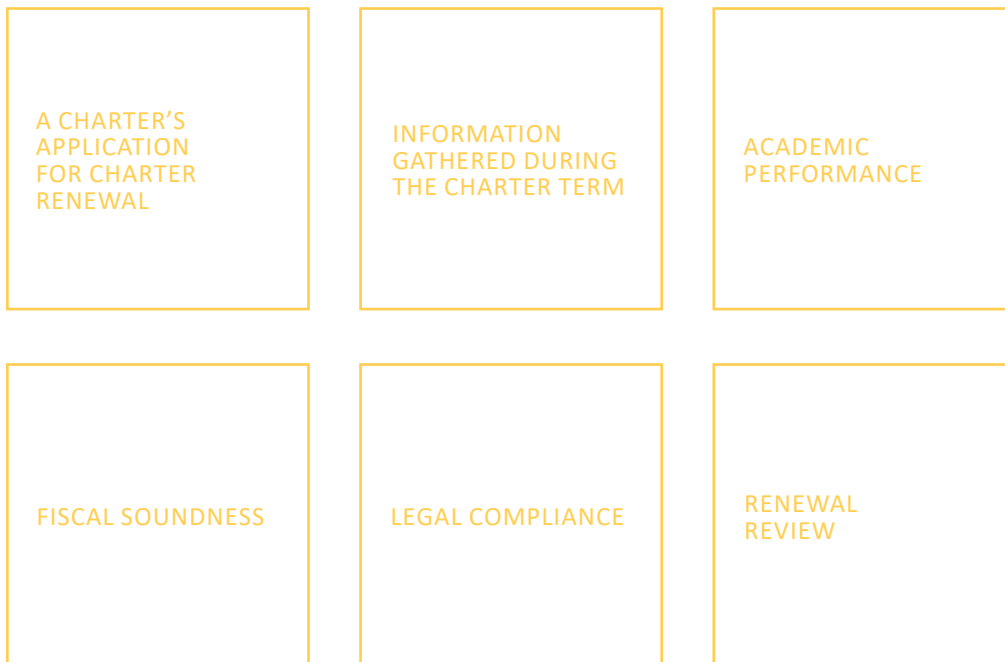 A CHARTER’S
APPLICATION
FOR CHARTER
RENEWAL
INFORMATION
GATHERED DURING
THE CHARTER TERM
ACADEMIC
PERFORMANCE
FISCAL SOUNDNESS
LEGAL COMPLIANCE
RENEWAL
REVIEW